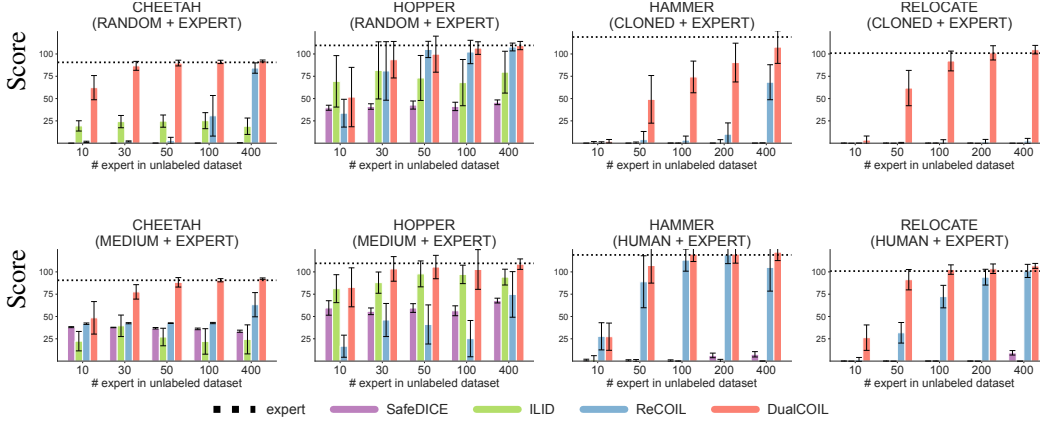 CHEETAH
(RANDOM + EXPERT)
HOPPER
(RANDOM + EXPERT)
HAMMER
(CLONED + EXPERT)
RELOCATE
(CLONED + EXPERT)
Score
100
75
50
25
10 30 50 100 400
# expert in unlabeled dataset
100
75
50
25
10 30 50 100 400
# expert in unlabeled dataset
100
75
50
25
10 50 100 200 400
# expert in unlabeled dataset
100
75
50
25
10 50 100 200 400
# expert in unlabeled dataset
CHEETAH
(MEDIUM + EXPERT)
HOPPER
(MEDIUM + EXPERT)
HAMMER
(HUMAN + EXPERT)
RELOCATE
(HUMAN + EXPERT)
Score
100
75
50
25
10 30 50 100 400
# expert in unlabeled dataset
100
75
50
25
10 30 50 100 400
# expert in unlabeled dataset
100
75
50
25
10 50 100 200 400
# expert in unlabeled dataset
100
75
50
25
10 50 100 200 400
# expert in unlabeled dataset
expert SafeDICE ILID ReCOIL DualCOIL